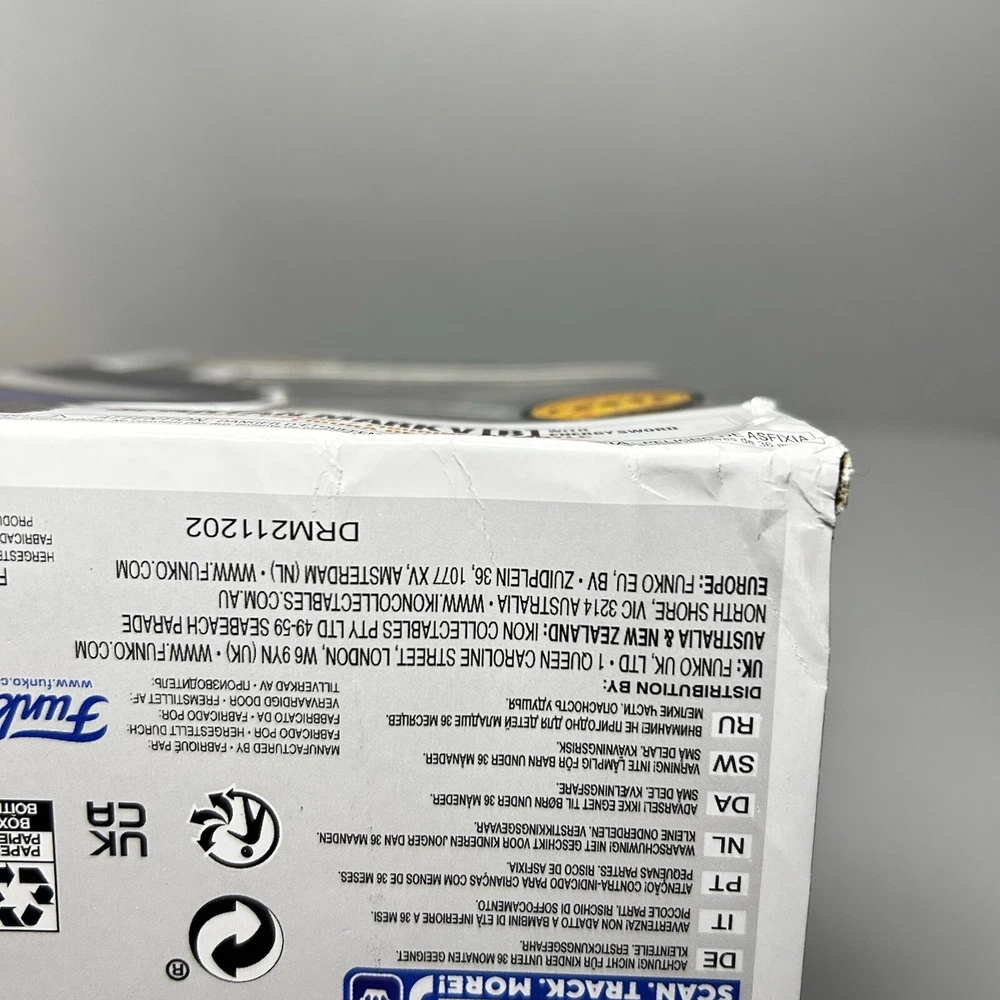 SCAN. TRACK. MORE!
DE
ACHTUNG! NICHT FÜR KINDER UNTER 36 MONATEN GEEIGNET.
KLEINTEILE. ERSTICKUNGSGEFAHR.
IT
AVVERTENZA! NON ADATTO A BAMBINI DI ETÀ INFERIORE A 36 MESI.
PICCOLE PARTI. RISCHIO DI SOFFOCAMENTO.
PT
ATENÇÃO! CONTRA-INDICADO PARA CRIANÇAS COM MENOS DE 36 MESES.
PEQUENAS PARTES. RISCO DE ASFIXIA.
NL
WAARSCHUWING! NIET GESCHIKT VOOR KINDEREN JONGER DAN 36 MAANDEN.
KLEINE ONDERDELEN. VERSTIKKINGSGEVAAR.
DA
ADVARSEL! IKKE EGNET TIL BØRN UNDER 36 MÅNEDER.
SMÅ DELE. KVÆLNINGSFARE.
SW
VARNING! INTE LÄMPLIG FÖR BARN UNDER 36 MÅNADER.
SMÅ DELAR. KVÄVNINGSRISK.
RU
ВНИМАНИЕ! НЕ ПРИГОДНО ДЛЯ ДЕТЕЙ МЛАДШЕ 36 МЕСЯЦЕВ.
МЕЛКИЕ ЧАСТИ. ОПАСНОСТЬ УДУШЬЯ.
®
UK
CA
BOÎTE
BOX
MANUFACTURED BY • FABRIQUÉ PAR:
FABRICADO POR: • HERGESTELLT DURCH:
FABBRICATO DA • FABRICADO POR:
VERVAARDIGD DOOR • FREMSTILLET AF:
TILLVERKAD AV • ПРОИЗВОДИТЕЛЬ:
DISTRIBUTION BY:
UK: FUNKO UK, LTD • 1 QUEEN CAROLINE STREET, LONDON, W6 9YN (UK) • WWW.FUNKO.COM
AUSTRALIA & NEW ZEALAND: IKON COLLECTABLES PTY LTD 49-59 SEABEACH PARADE
NORTH SHORE, VIC 3214 AUSTRALIA • WWW.IKONCOLLECTABLES.COM.AU
EUROPE: FUNKO EU, BV • ZUIDPLEIN 36, 1077 XV, AMSTERDAM (NL) • WWW.FUNKO.COM
DRM211202
MARK V [B] WITH
ASFIXIA